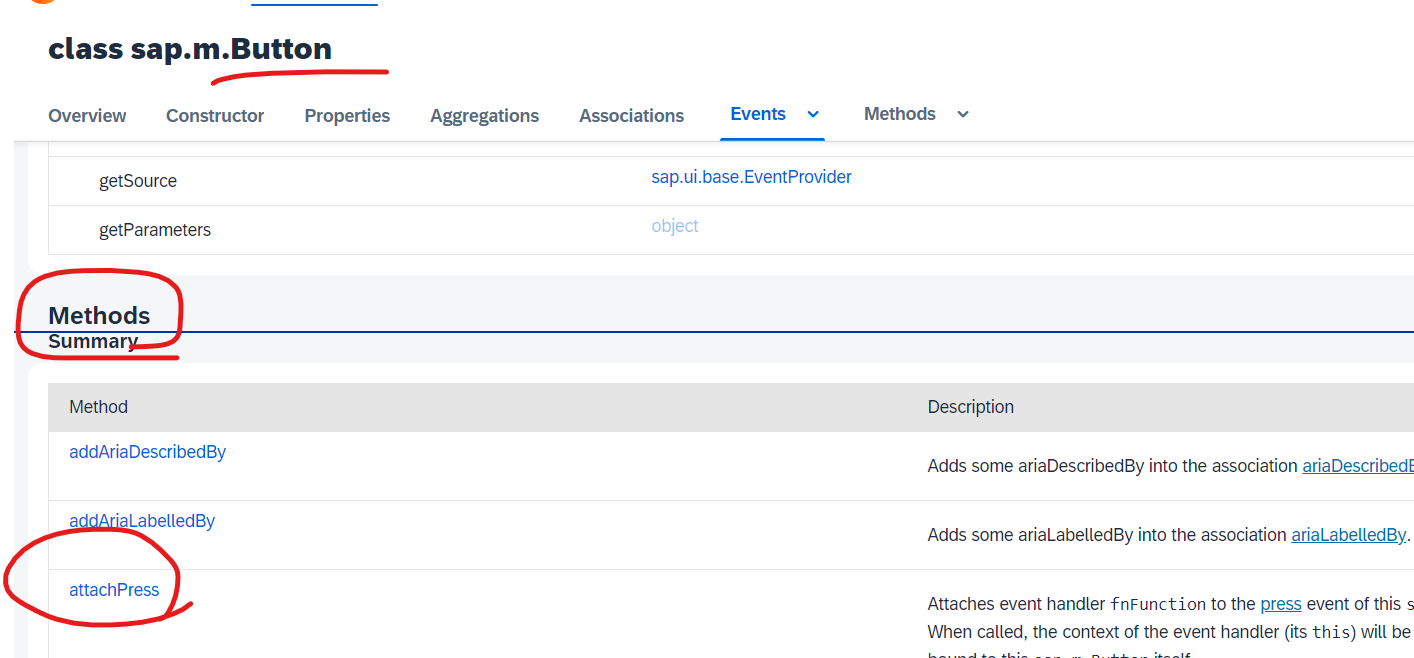 class sap.m.Button
Overview Constructor Properties Aggregations Associations Events Methods
getSource sap.ui.base.EventProvider
getParameters object
Methods
Summary
Method Description
addAriaDescribedBy
Adds some ariaDescribedBy into the association ariaDescribedB
addAriaLabelledBy
Adds some ariaLabelledBy into the association ariaLabelledBy.
attachPress
Attaches event handler fnFunction to the press event of this s
When called, the context of the event handler (its this) will be
bound to this sap.m.Button itself